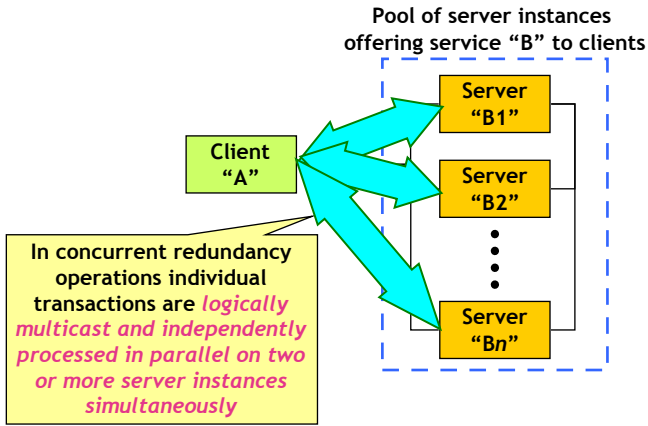 Pool of server instances
offering service “B” to clients
Server
“B1”
Client
“A”
Server
“B2”
In concurrent redundancy
operations individual
transactions are logically
multicast and independently
processed in parallel on two
or more server instances
simultaneously
Server
“Bn”